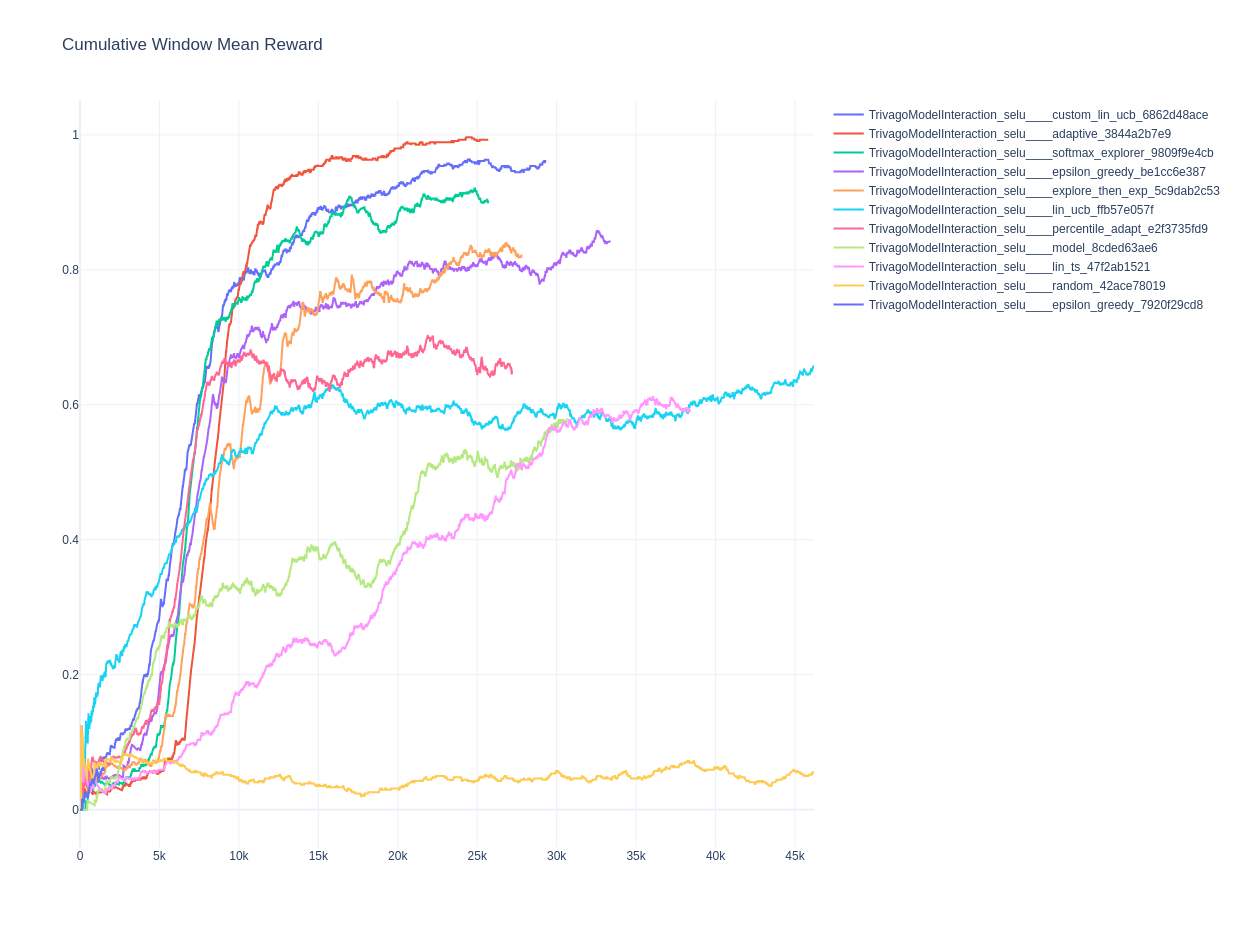 Cumulative Window Mean Reward
1
0.8
0.6
0.4
0.2
0
0 5k 10k 15k 20k 25k 30k 35k 40k 45k
TrivagoModelInteraction_selu____custom_lin_ucb_6862d48ace
TrivagoModelInteraction_selu____adaptive_3844a2b7e9
TrivagoModelInteraction_selu____softmax_explorer_9809f9e4cb
TrivagoModelInteraction_selu____epsilon_greedy_be1cc6e387
TrivagoModelInteraction_selu____explore_then_exp_5c9dab2c53
TrivagoModelInteraction_selu____lin_ucb_ffb57e057f
TrivagoModelInteraction_selu____percentile_adapt_e2f3735fd9
TrivagoModelInteraction_selu____model_8cded63ae6
TrivagoModelInteraction_selu____lin_ts_47f2ab1521
TrivagoModelInteraction_selu____random_42ace78019
TrivagoModelInteraction_selu____epsilon_greedy_7920f29cd8